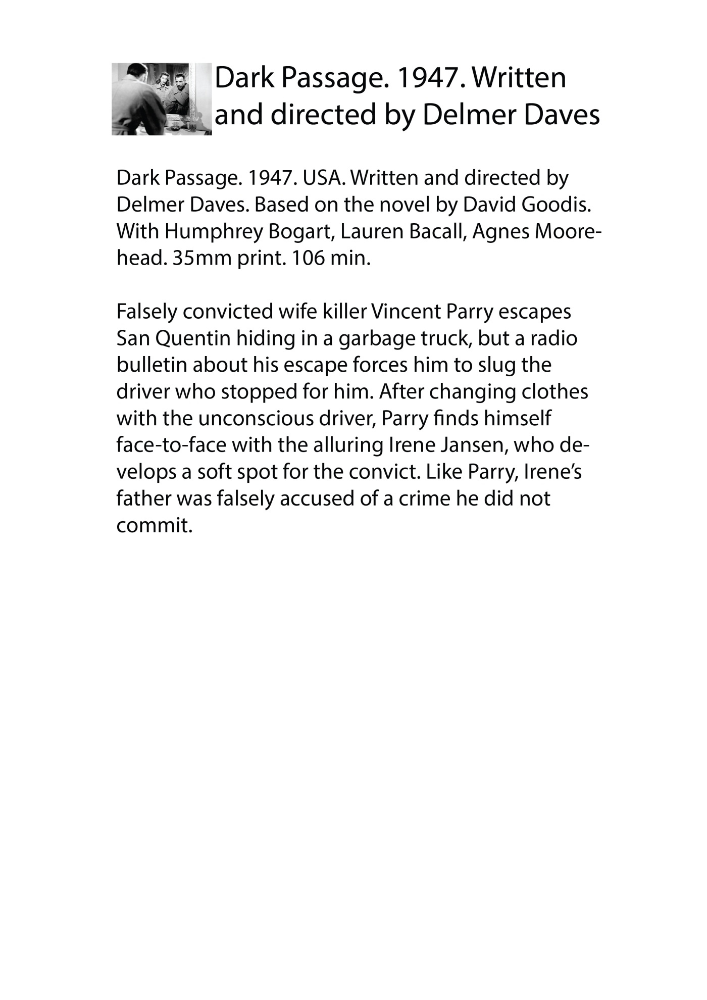 Dark Passage. 1947. Written
and directed by Delmer Daves
Dark Passage. 1947. USA. Written and directed by
Delmer Daves. Based on the novel by David Goodis.
With Humphrey Bogart, Lauren Bacall, Agnes Moore-
head. 35mm print. 106 min.
Falsely convicted wife killer Vincent Parry escapes
San Quentin hiding in a garbage truck, but a radio
bulletin about his escape forces him to slug the
driver who stopped for him. After changing clothes
with the unconscious driver, Parry finds himself
face-to-face with the alluring Irene Jansen, who de-
velops a soft spot for the convict. Like Parry, Irene’s
father was falsely accused of a crime he did not
commit.